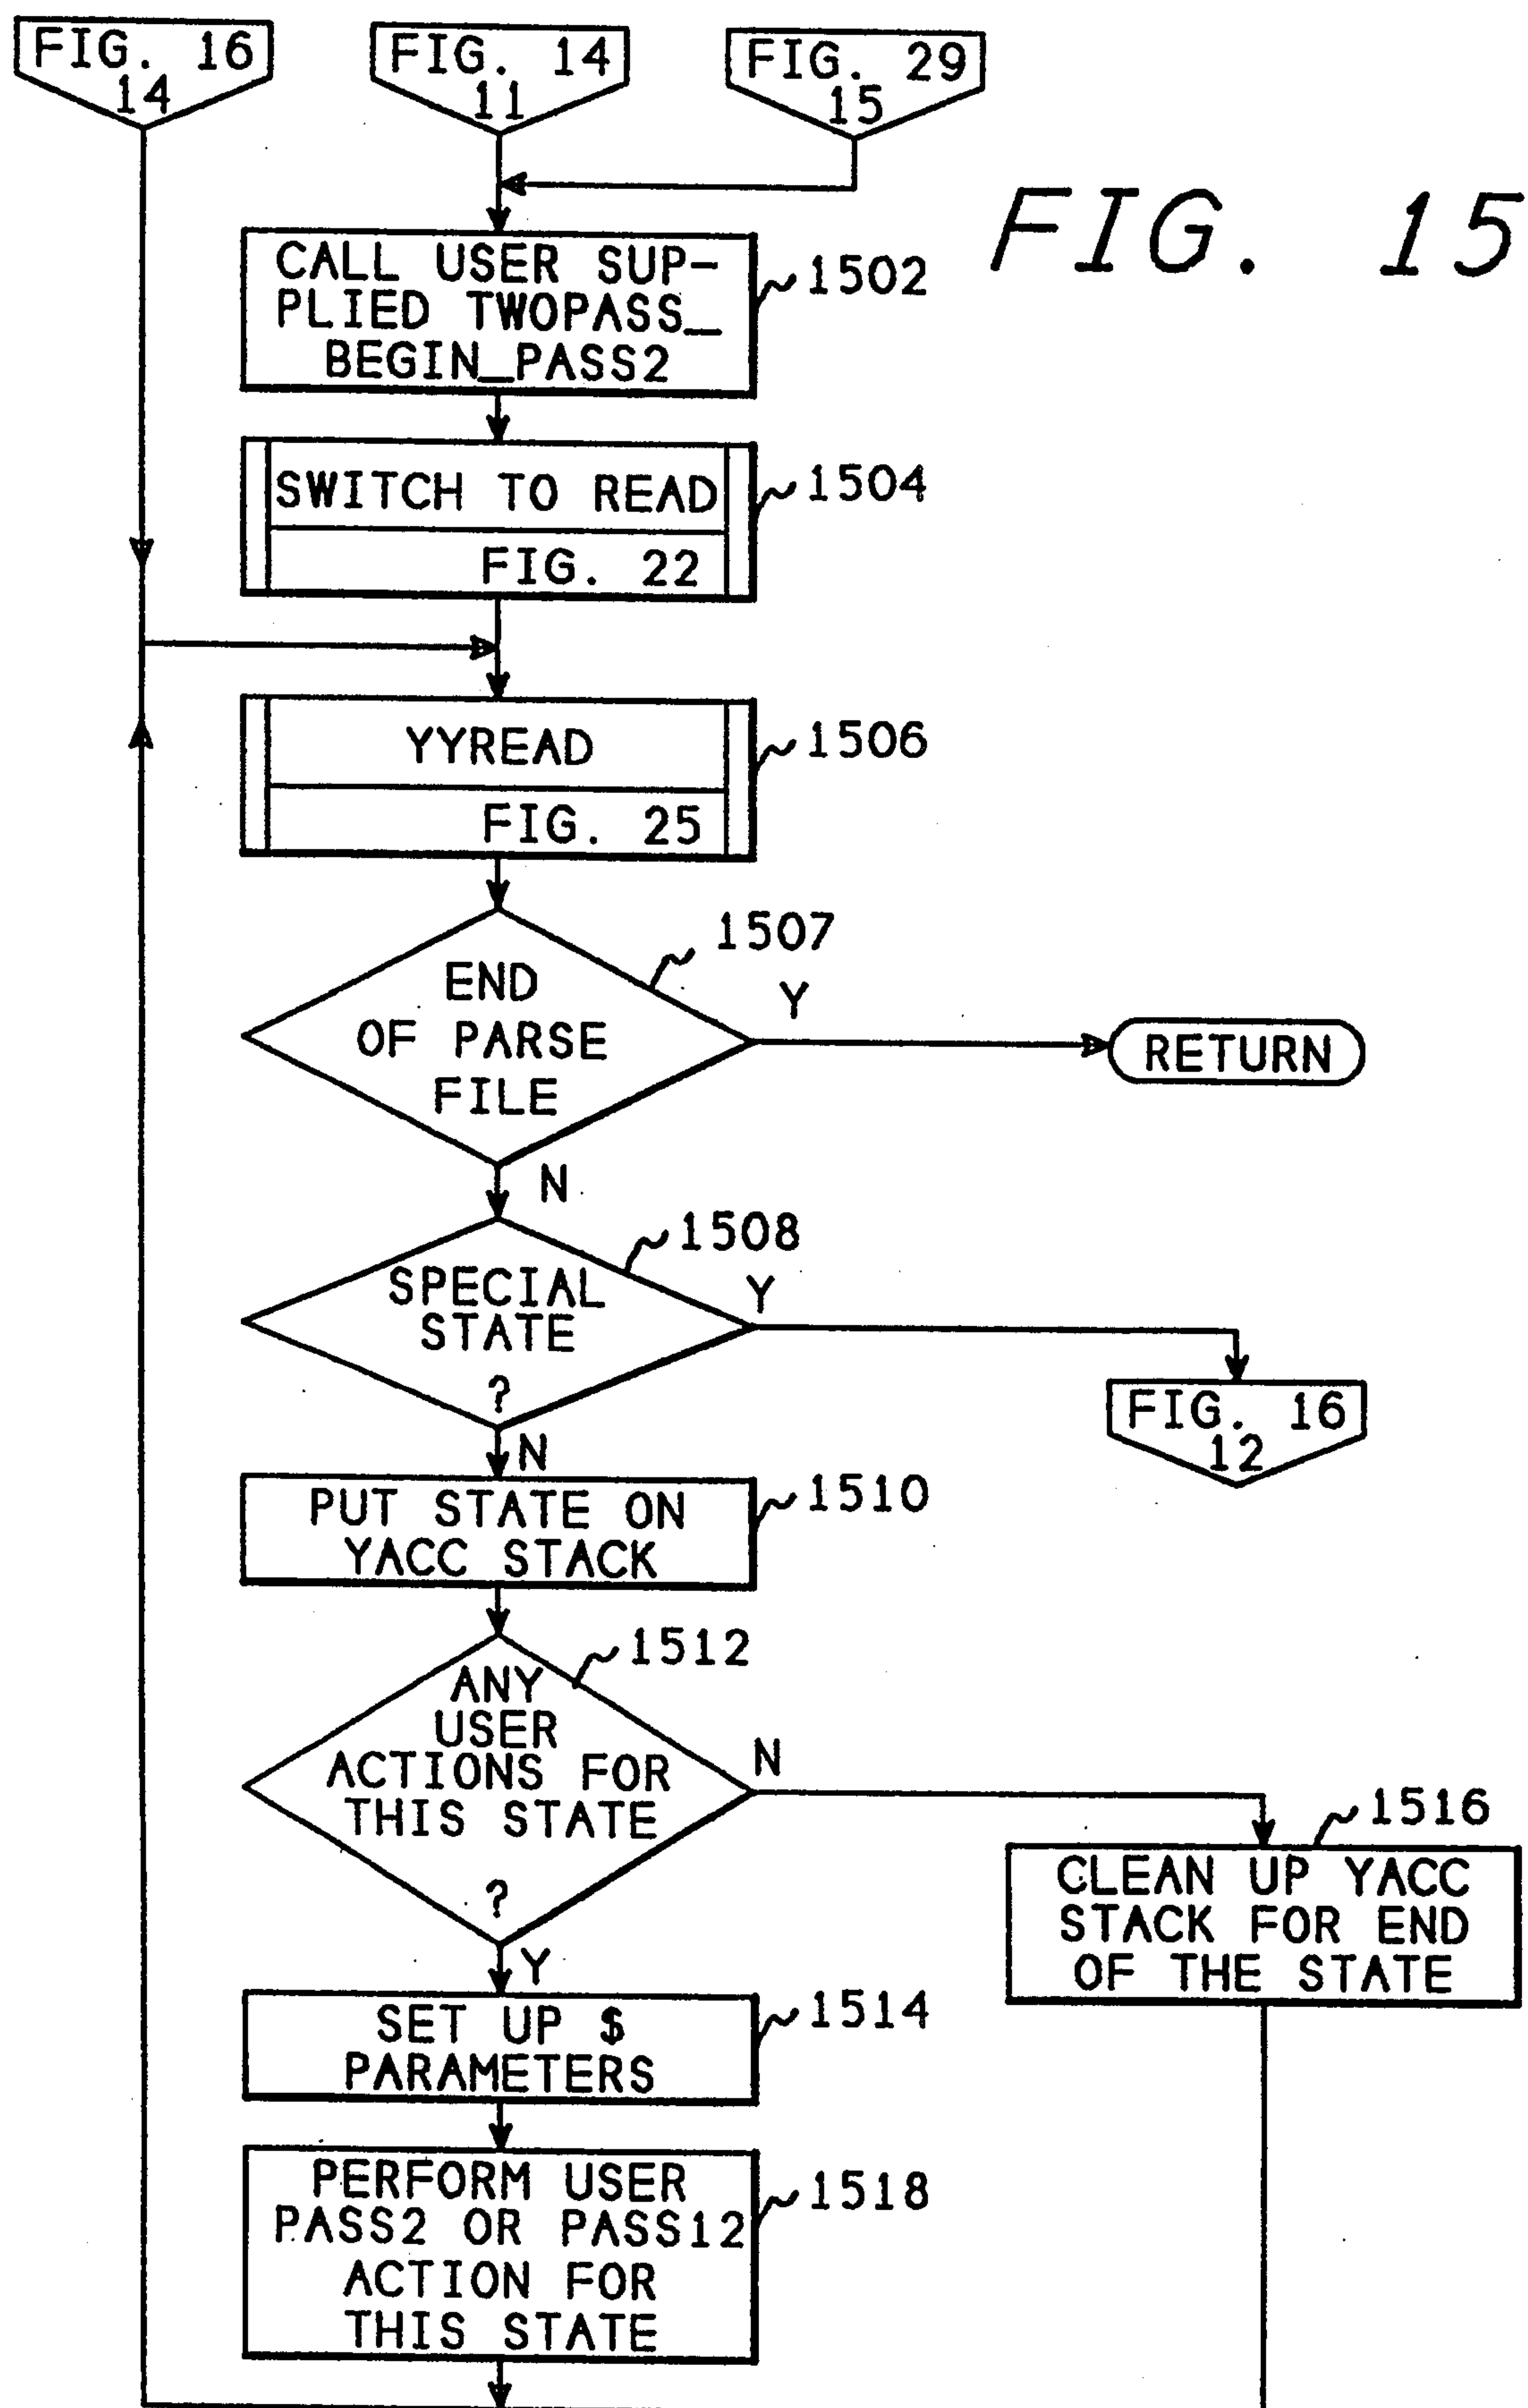 FIG. 16
14
FIG. 14
11
FIG. 29
15
FIG. 15
CALL USER SUP-
PLIED TWOPASS_
BEGIN_PASS2
1502
SWITCH TO READ
FIG. 22
1504
YYREAD
FIG. 25
1506
END
OF PARSE
FILE
1507
Y
RETURN
N
SPECIAL
STATE
?
1508
Y
FIG. 16
12
N
PUT STATE ON
YACC STACK
1510
ANY
USER
ACTIONS FOR
THIS STATE
?
1512
N
1516
CLEAN UP YACC
STACK FOR END
OF THE STATE
Y
SET UP $
PARAMETERS
1514
PERFORM USER
PASS2 OR PASS12
ACTION FOR
THIS STATE
1518